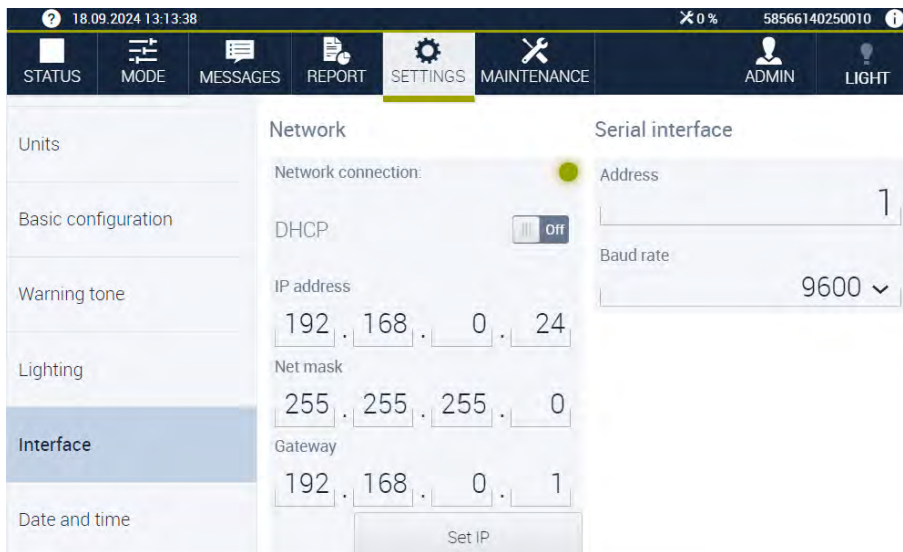 ? 18.09.2024 13:13:38 0 % 58566140250010 i
STATUS MODE MESSAGES REPORT SETTINGS MAINTENANCE ADMIN LIGHT
Units
Basic configuration
Warning tone
Lighting
Interface
Date and time
Network
Network connection:
DHCP Off
IP address
192 . 168 . 0 . 24
Net mask
255 . 255 . 255 . 0
Gateway
192 . 168 . 0 . 1
Set IP
Serial interface
Address
1
Baud rate
9600